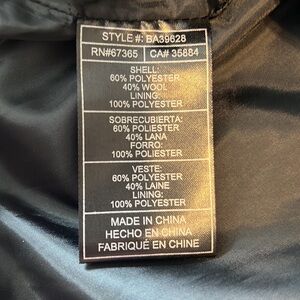 STYLE #: BA39628
RN#67365 CA# 35884
SHELL:
60% POLYESTER
40% WOOL
LINING:
100% POLYESTER
SOBRECUBIERTA:
60% POLIESTER
40% LANA
FORRO:
100% POLIESTER
VESTE:
60% POLYESTER
40% LAINE
LINING:
100% POLYESTER
MADE IN CHINA
HECHO EN CHINA
FABRIQUÉ EN CHINE